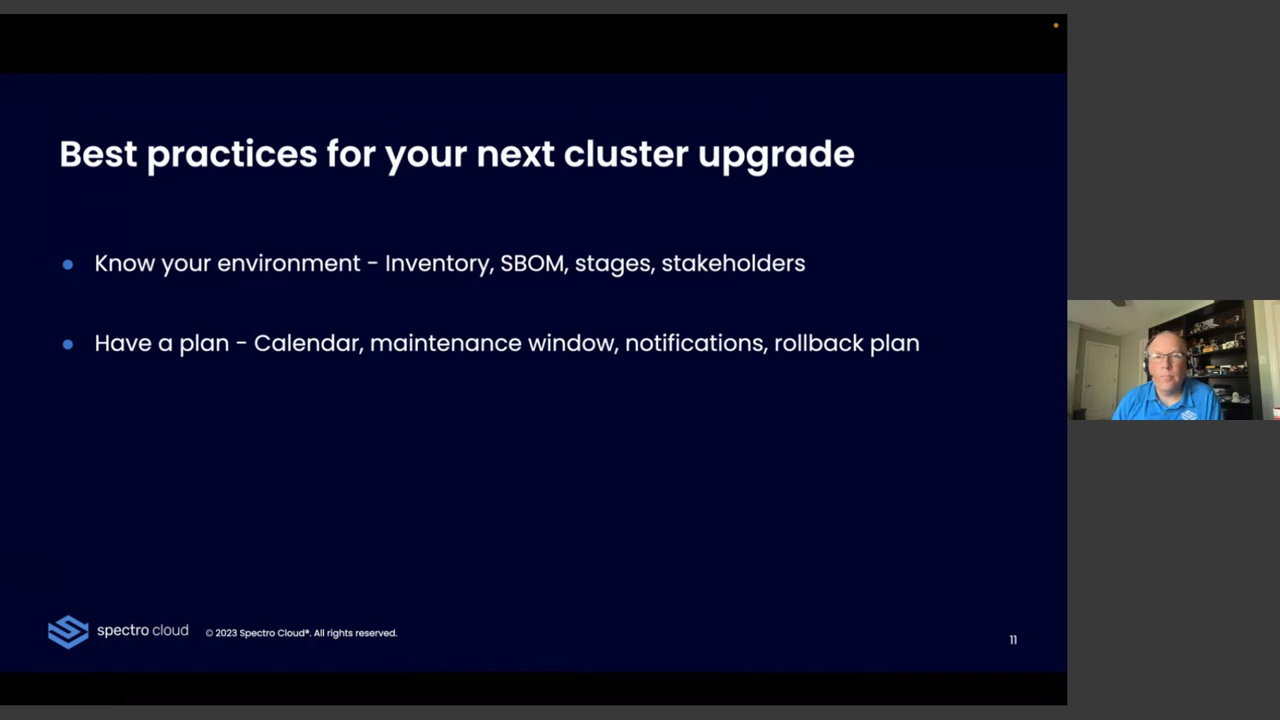 Best practices for your next cluster upgrade
Know your environment - Inventory, SBOM, stages, stakeholders
Have a plan - Calendar, maintenance window, notifications, rollback plan
spectro cloud
© 2023 Spectro Cloud®. All rights reserved.
11